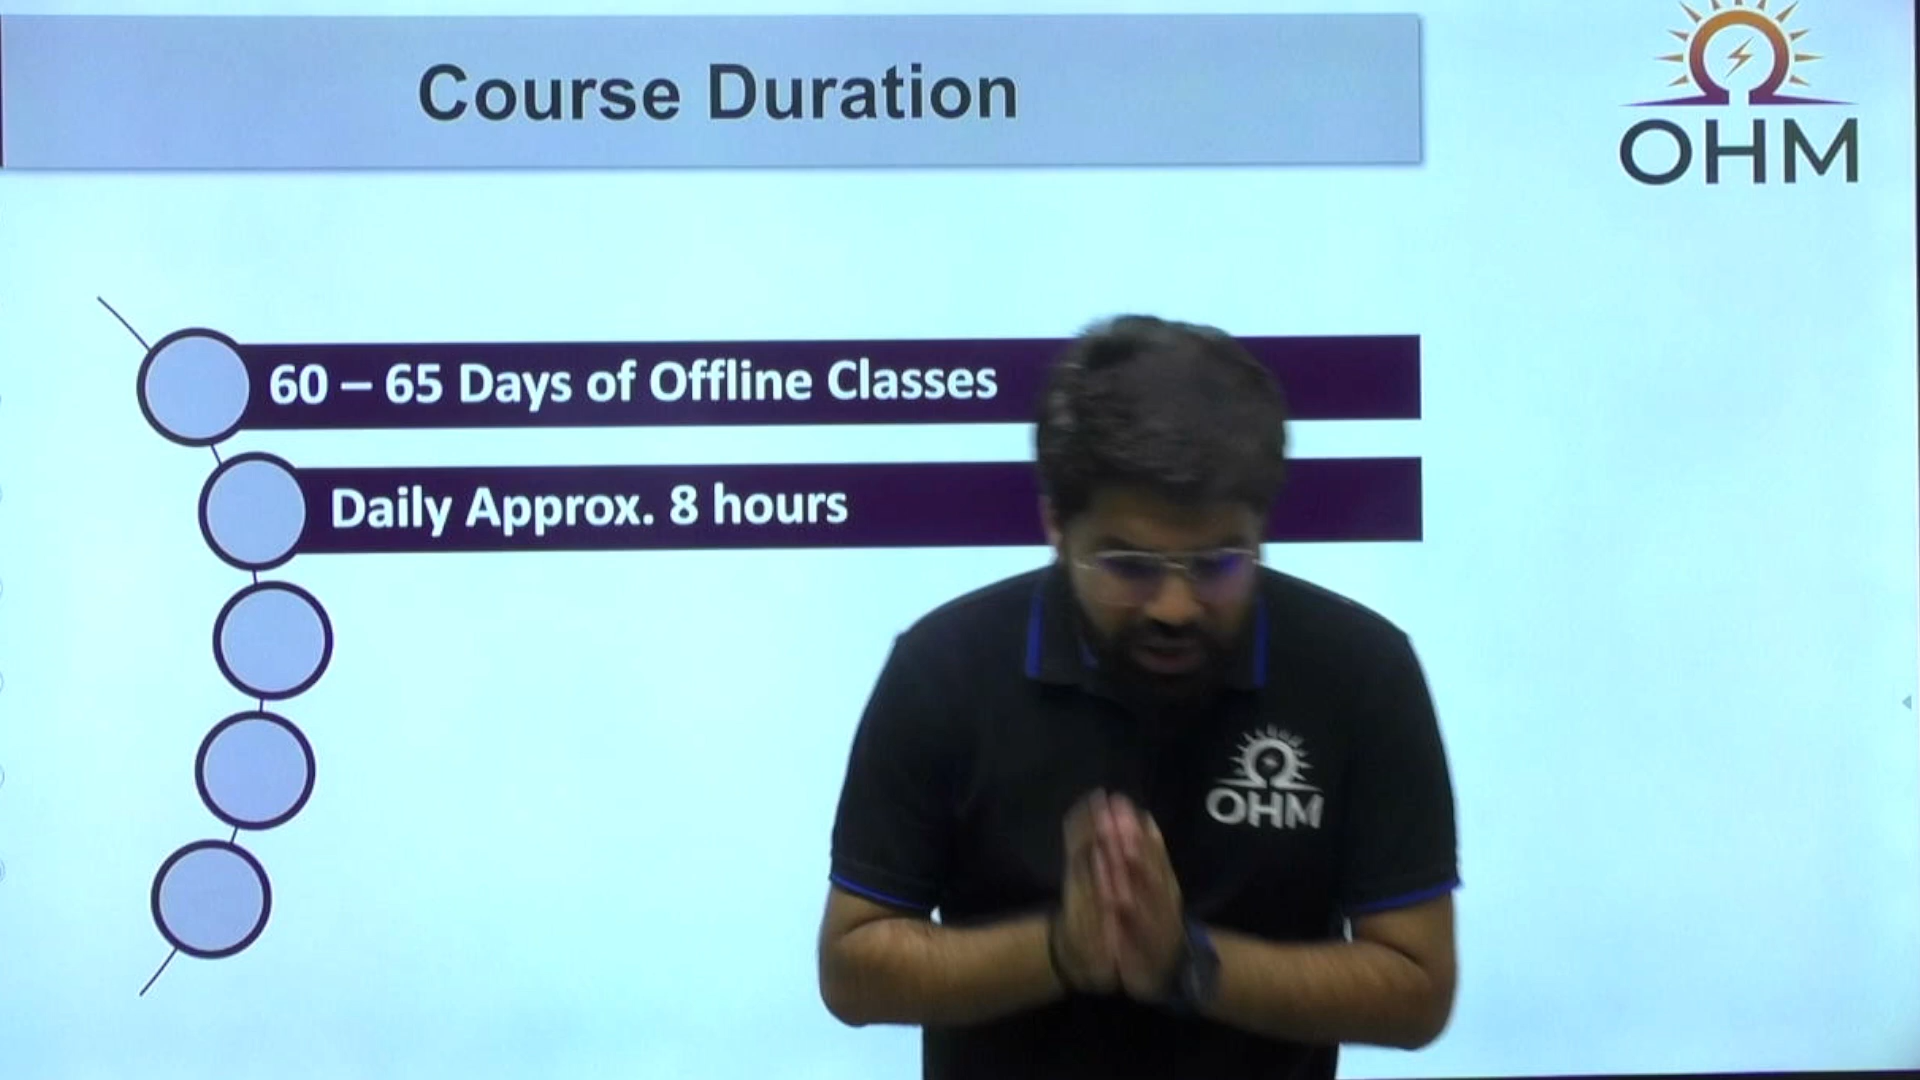 Course Duration
OHM
60 – 65 Days of Offline Classes
Daily Approx. 8 hours
OHM